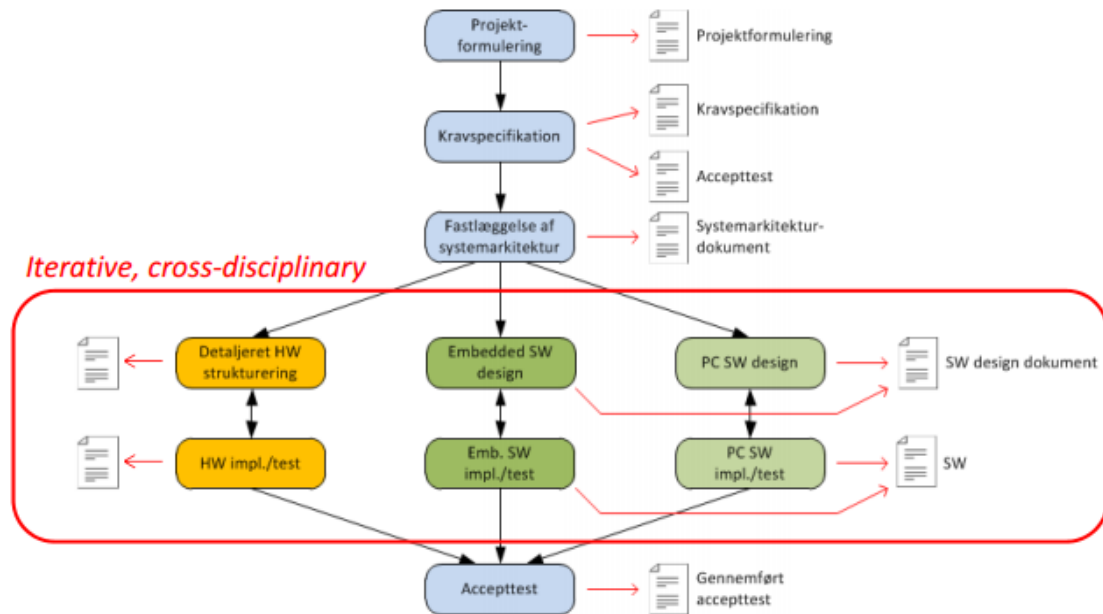 Projekt-
formulering
Projektformulering
Kravspecifikation
Kravspecifikation
Accepttest
Fastlæggelse af
systemarkitektur
Systemarkitektur-
dokument
Iterative, cross-disciplinary
Detaljeret HW
strukturering
Embedded SW
design
PC SW design
SW design dokument
HW impl./test
Emb. SW
impl./test
PC SW
impl./test
SW
Accepttest
Gennemført
accepttest